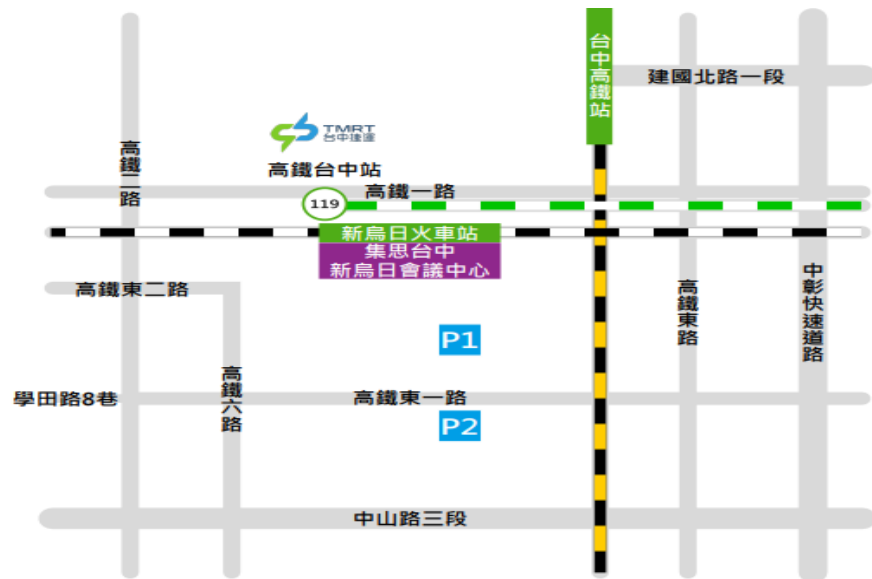 台中高鐵站
建國北路一段
TMRT
台中捷運
高鐵二路
高鐵台中站
高鐵一路
119
新烏日火車站
集思台中
新烏日會議中心
高鐵東二路
高鐵東路
中彰快速道路
P1
高鐵六路
學田路8巷
高鐵東一路
P2
中山路三段